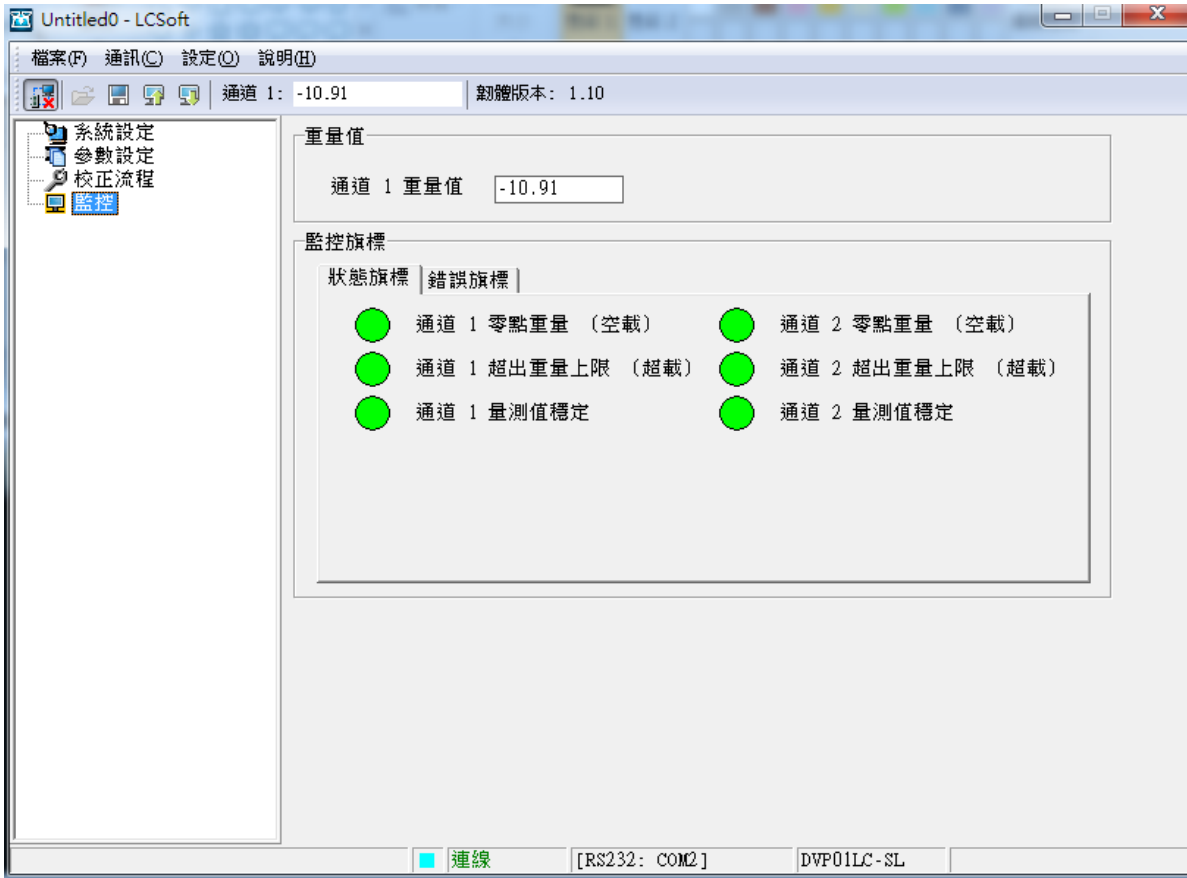 Untitled0 - LCSoft
檔案(F) 通訊(C) 設定(O) 說明(H)
通道 1: -10.91 韌體版本: 1.10
系統設定
參數設定
校正流程
監控
重量值
通道 1 重量值 -10.91
監控旗標
狀態旗標 錯誤旗標
通道 1 零點重量 (空載) 通道 2 零點重量 (空載)
通道 1 超出重量上限 (超載) 通道 2 超出重量上限 (超載)
通道 1 量測值穩定 通道 2 量測值穩定
連線 [RS232: COM2] DVP01LC-SL